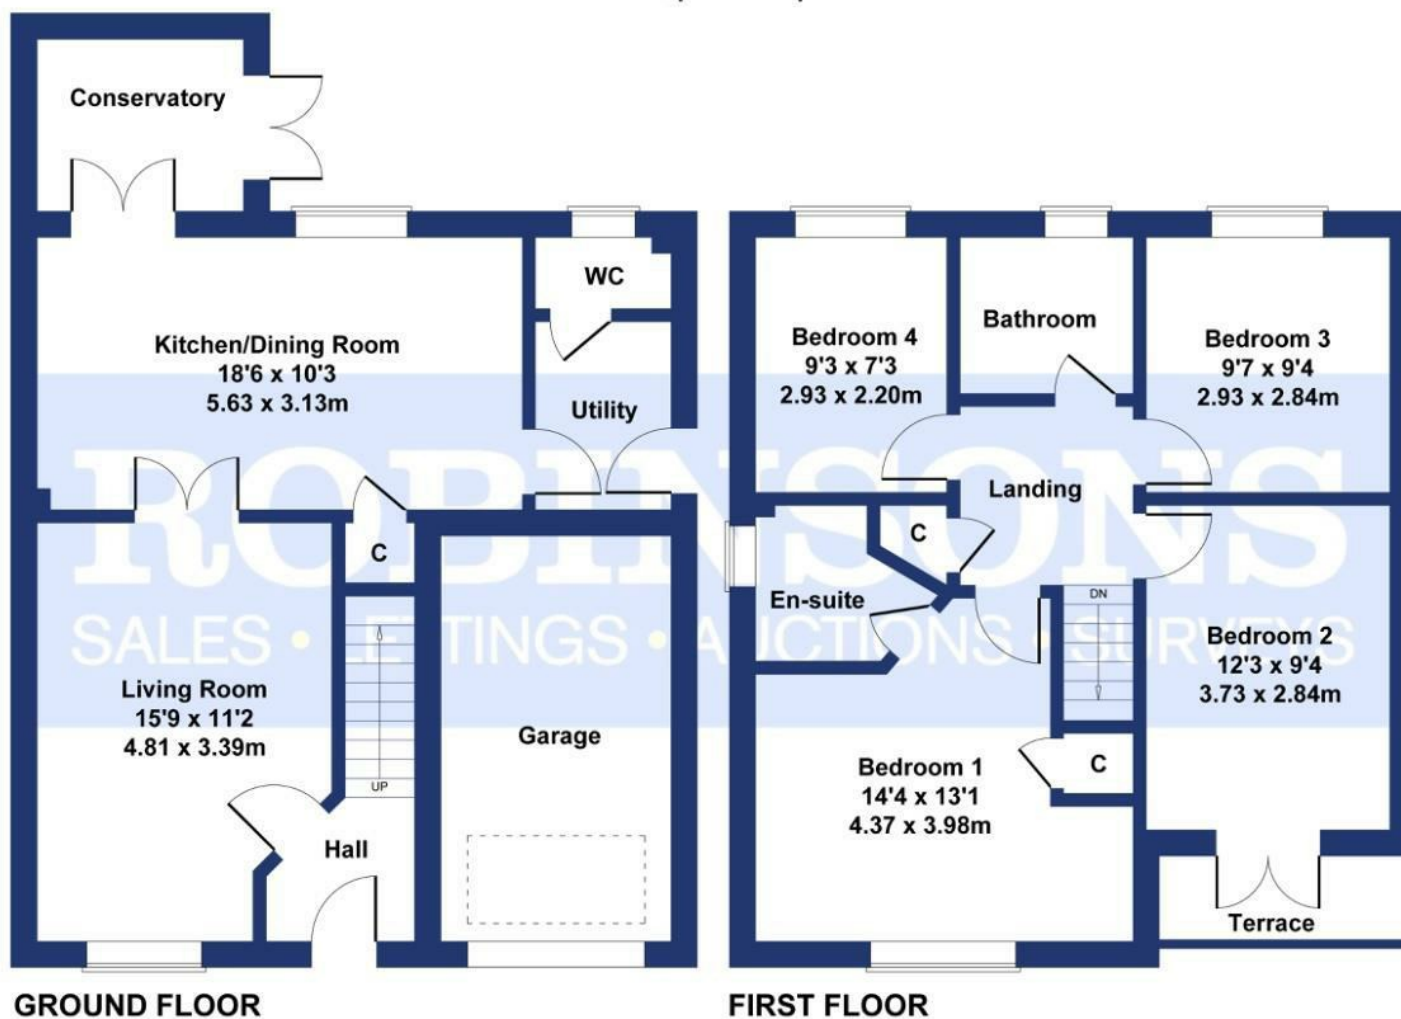 Conservatory
WC
Kitchen/Dining Room
18'6 x 10'3
5.63 x 3.13m
Utility
C
Living Room
15'9 x 11'2
4.81 x 3.39m
UP
Hall
Garage
GROUND FLOOR
Bedroom 4
9'3 x 7'3
2.93 x 2.20m
Bathroom
Bedroom 3
9'7 x 9'4
2.93 x 2.84m
Landing
C
En-suite
DN
Bedroom 2
12'3 x 9'4
3.73 x 2.84m
Bedroom 1
14'4 x 13'1
4.37 x 3.98m
C
Terrace
FIRST FLOOR
ROBINSONS
SALES • LETTINGS • AUCTIONS • SURVEYS